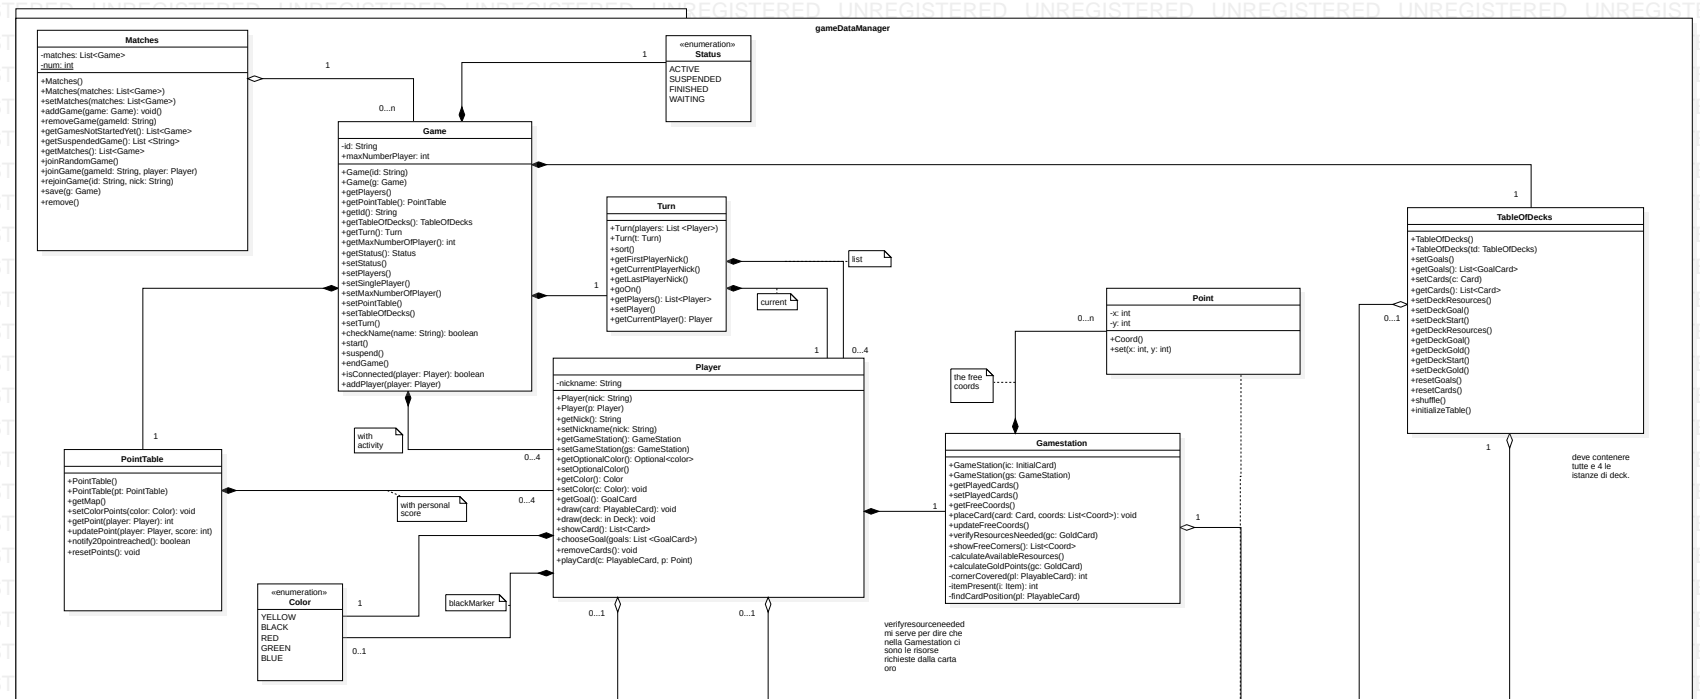 UNREGISTERED UNREGISTERED UNREGISTERED UNREGISTERED UNREGISTERED
gameDataManager
Matches
-matches: List<Game>
-num: int
+Matches()
+Matches(matches: List<Game>)
+setMatches(matches: List<Game>)
+addGame(game: Game): void()
+removeGame(gameId: String)
+getGamesNotStartedYet(): List<Game>
+getSuspendedGame(): List <String>
+getMatches(): List<Game>
+joinRandomGame()
+joinGame(gameId: String, player: Player)
+rejoinGame(id: String, nick: String)
+save(g: Game)
+remove()
1
0...n
«enumeration»
Status
ACTIVE
SUSPENDED
FINISHED
WAITING
1
Game
-id: String
+maxNumberPlayer: int
+Game(id: String)
+Game(g: Game)
+getPlayers()
+getPointTable(): PointTable
+getId(): String
+getTableOfDecks(): TableOfDecks
+getTurn(): Turn
+getMaxNumberOfPlayer(): int
+getStatus(): Status
+setStatus()
+setPlayers()
+setSinglePlayer()
+setMaxNumberOfPlayer()
+setPointTable()
+setTableOfDecks()
+setTurn()
+checkName(name: String): boolean
+start()
+suspend()
+endGame()
+isConnected(player: Player): boolean
+addPlayer(player: Player)
Turn
+Turn(players: List <Player>)
+Turn(t: Turn)
+sort()
+getFirstPlayerNick()
+getCurrentPlayerNick()
+getLastPlayerNick()
+goOn()
+getPlayers(): List<Player>
+setPlayer()
+getCurrentPlayer(): Player
1
list
current
1
0...4
TableOfDecks
+TableOfDecks()
+TableOfDecks(td: TableOfDecks)
+setGoals()
+getGoals(): List<GoalCard>
+setCards(c: Card)
+getCards(): List<Card>
+setDeckResources()
+setDeckGoal()
+setDeckStart()
+getDeckResources()
+getDeckGoal()
+getDeckGold()
+getDeckStart()
+setDeckGold()
+resetGoals()
+resetCards()
+shuffle()
+initializeTable()
1
0...1
1
deve contenere
tutte e 4 le
istanze di deck.
Point
-x: int
-y: int
+Coord()
+set(x: int, y: int)
0...n
the free
coords
Player
-nickname: String
+Player(nick: String)
+Player(p: Player)
+getNick(): String
+setNickname(nick: String)
+getGameStation(): GameStation
+setGameStation(gs: GameStation)
+getOptionalColor(): Optional<color>
+setOptionalColor()
+getColor(): Color
+setColor(c: Color): void
+getGoal(): GoalCard
+draw(card: PlayableCard): void
+draw(deck: in Deck): void
+showCard(): List<Card>
+chooseGoal(goals: List <GoalCard>)
+removeCards(): void
+playCard(c: PlayableCard, p: Point)
with
activity
0...4
1
PointTable
+PointTable()
+PointTable(pt: PointTable)
+getMap()
+setColorPoints(color: Color): void
+getPoint(player: Player): int
+updatePoint(player: Player, score: int)
+notify20pointreached(): boolean
+resetPoints(): void
0...4
with personal
score
«enumeration»
Color
YELLOW
BLACK
RED
GREEN
BLUE
1
0...1
blackMarker
0...1
0...1
Gamestation
+GameStation(ic: InitialCard)
+GameStation(gs: GameStation)
+getPlayedCards()
+setPlayedCards()
+getFreeCoords()
+placeCard(card: Card, coords: List<Coord>): void
+updateFreeCoords()
+verifyResourcesNeeded(gc: GoldCard)
+showFreeCorners(): List<Coord>
-calculateAvailableResources()
+calculateGoldPoints(gc: GoldCard)
-cornerCovered(pl: PlayableCard): int
-itemPresent(i: Item): int
-findCardPosition(pl: PlayableCard)
1
1
verifyresourceneeded
mi serve per dire che
nella Gamestation ci
sono le risorse
richieste dalla carta
oro